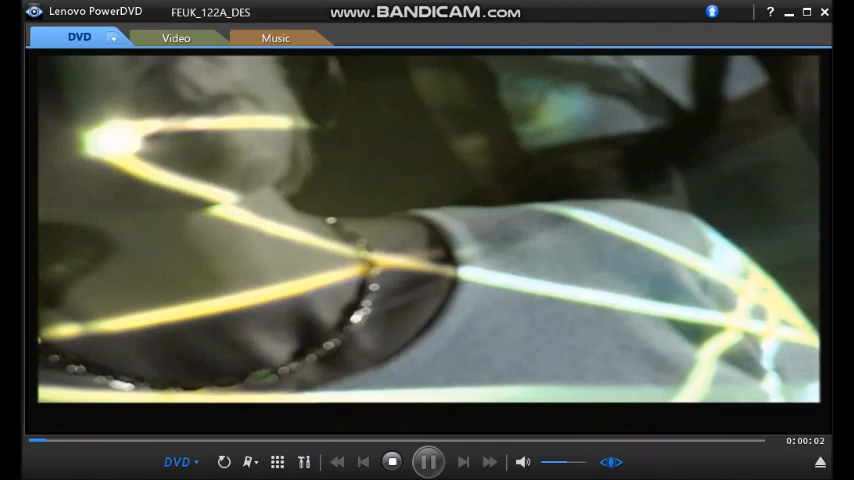 Lenovo PowerDVD FEUK_122A_DES www.BANDICAM.com ?
DVD Video Music
0:00:02
DVD